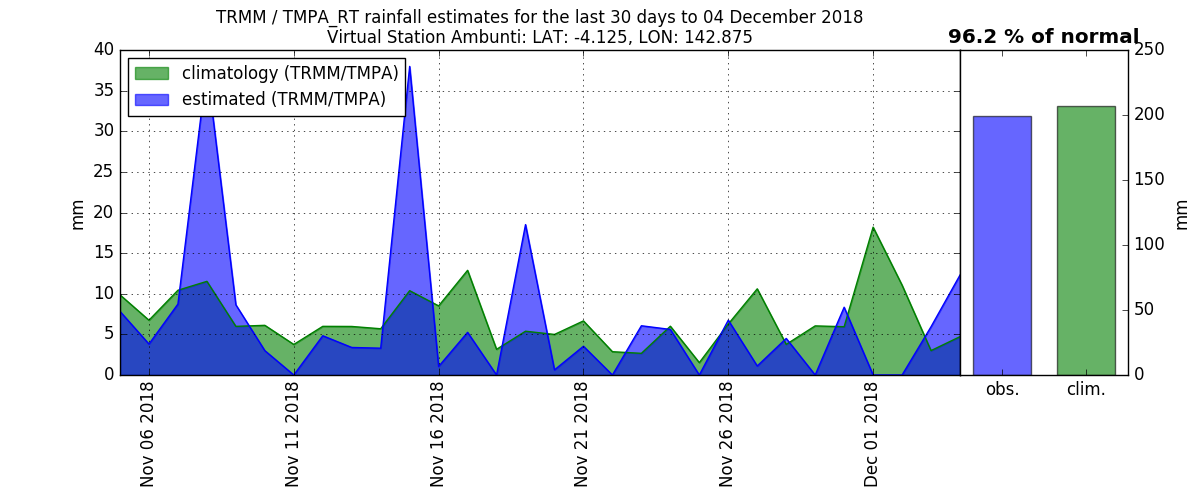 TRMM / TMPA_RT rainfall estimates for the last 30 days to 04 December 2018
Virtual Station Ambunti: LAT: -4.125, LON: 142.875
96.2 % of normal
climatology (TRMM/TMPA)
estimated (TRMM/TMPA)
40
35
30
25
20
15
10
5
0
mm
Nov 06 2018
Nov 11 2018
Nov 16 2018
Nov 21 2018
Nov 26 2018
Dec 01 2018
obs.
clim.
250
200
150
100
50
0
mm